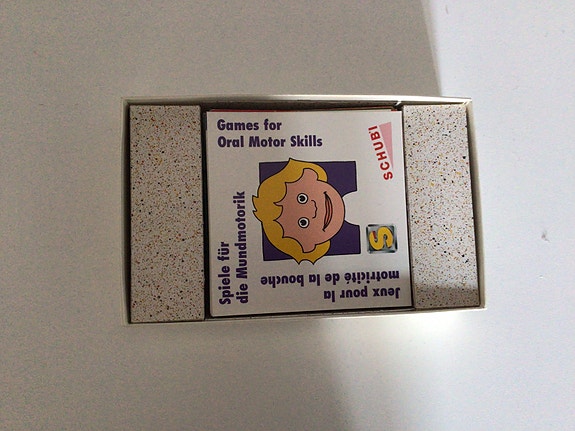 Games for
Oral Motor Skills
SCHUBI
Spiele für
die Mundmotorik
S
Jeux pour la
motricité de la bouche